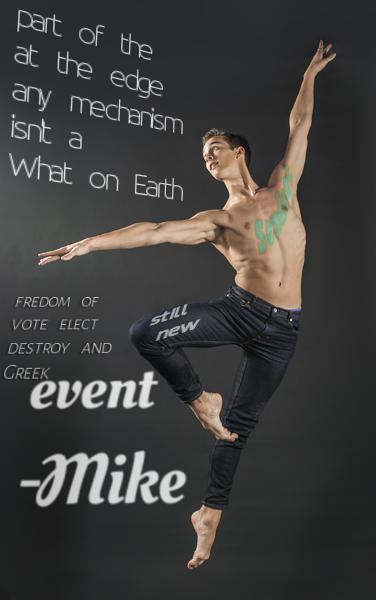 part of the
at the edge
any mechanism
isn't a
What on Earth
still
new
FREDOM OF
VOTE ELECT
DESTROY AND
GREEK
event
-Mike